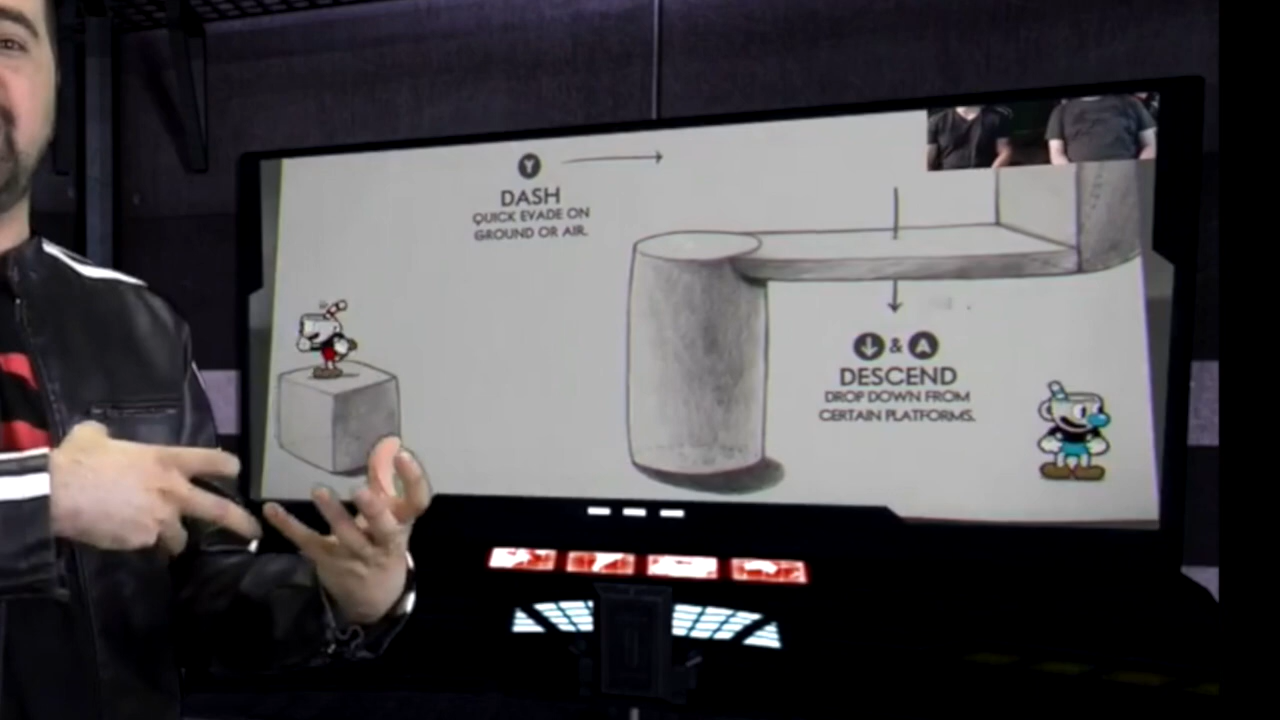 Y
DASH
QUICK EVADE ON
GROUND OR AIR.
& A
DESCEND
DROP DOWN FROM
CERTAIN PLATFORMS.